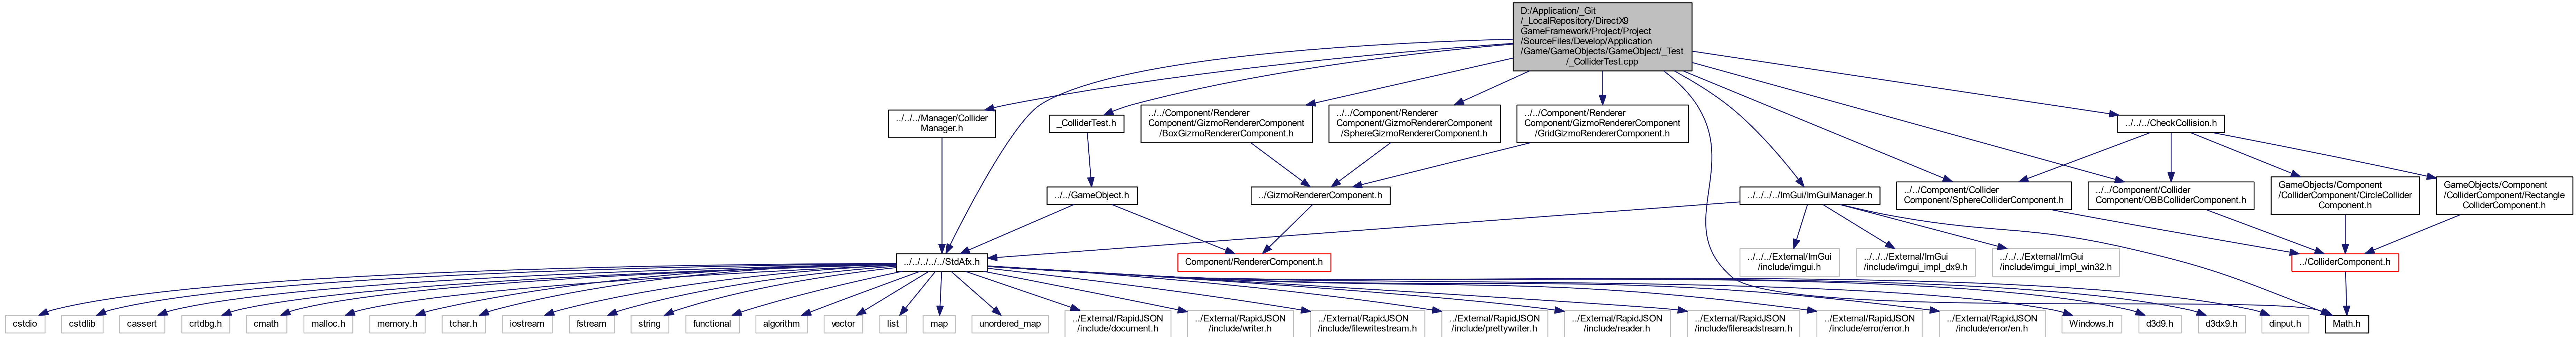 D:/Application/_Git
/_LocalRepository/DirectX9
GameFramework/Project/Project
/SourceFiles/Develop/Application
/Game/GameObjects/GameObject/_Test
/_ColliderTest.cpp
../../../Manager/Collider
Manager.h
_ColliderTest.h
../../Component/Renderer
Component/GizmoRendererComponent
/BoxGizmoRendererComponent.h
../../Component/Renderer
Component/GizmoRendererComponent
/SphereGizmoRendererComponent.h
../../Component/Renderer
Component/GizmoRendererComponent
/GridGizmoRendererComponent.h
../../../CheckCollision.h
../../GameObject.h
../GizmoRendererComponent.h
../../../../ImGui/ImGuiManager.h
../../Component/Collider
Component/SphereColliderComponent.h
../../Component/Collider
Component/OBBColliderComponent.h
GameObjects/Component
/ColliderComponent/CircleCollider
Component.h
GameObjects/Component
/ColliderComponent/Rectangle
ColliderComponent.h
../../../../../StdAfx.h
Component/RendererComponent.h
../../../External/ImGui
/include/imgui.h
../../../External/ImGui
/include/imgui_impl_dx9.h
../../../External/ImGui
/include/imgui_impl_win32.h
../ColliderComponent.h
cstdio
cstdlib
cassert
crtdbg.h
cmath
malloc.h
memory.h
tchar.h
iostream
fstream
string
functional
algorithm
vector
list
map
unordered_map
../External/RapidJSON
/include/document.h
../External/RapidJSON
/include/writer.h
../External/RapidJSON
/include/filewritestream.h
../External/RapidJSON
/include/prettywriter.h
../External/RapidJSON
/include/reader.h
../External/RapidJSON
/include/filereadstream.h
../External/RapidJSON
/include/error/error.h
../External/RapidJSON
/include/error/en.h
Windows.h
d3d9.h
d3dx9.h
dinput.h
Math.h